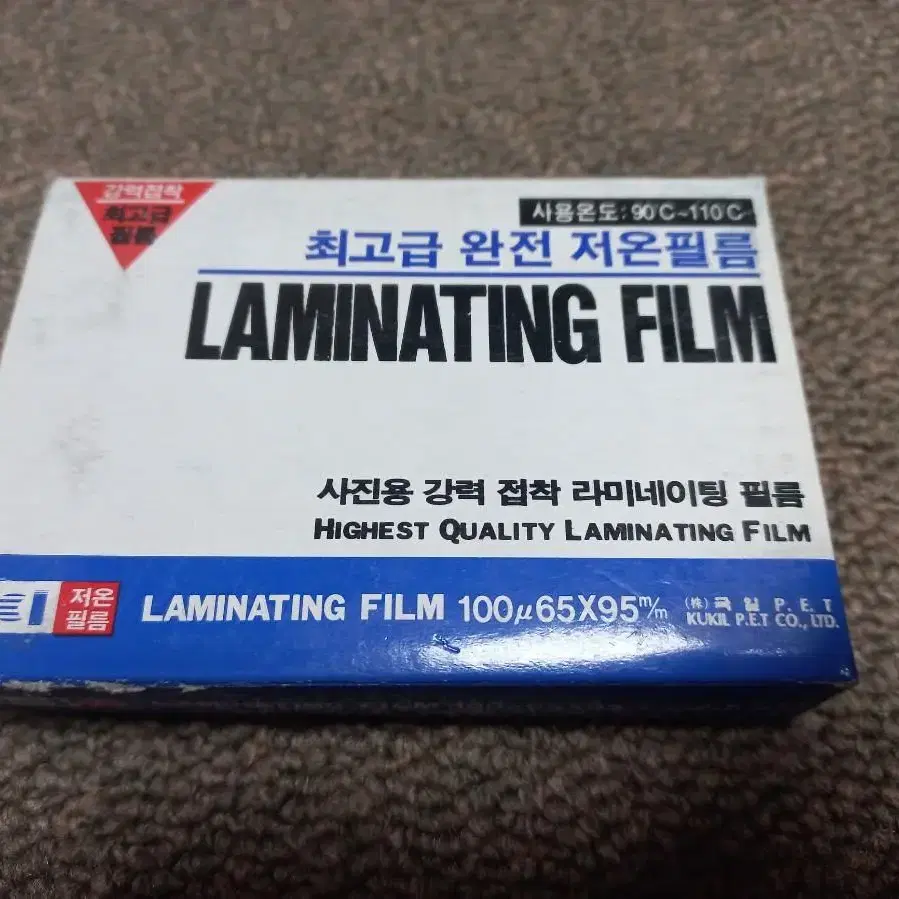 강력접착
최고급
필름
사용온도: 90℃~110℃
최고급 완전 저온필름
LAMINATING FILM
사진용 강력 접착 라미네이팅 필름
HIGHEST QUALITY LAMINATING FILM
저온
필름
LAMINATING FILM 100μ65X95m/m
(株) 국일 P.E.T
KUKIL P.E.T CO., LTD.